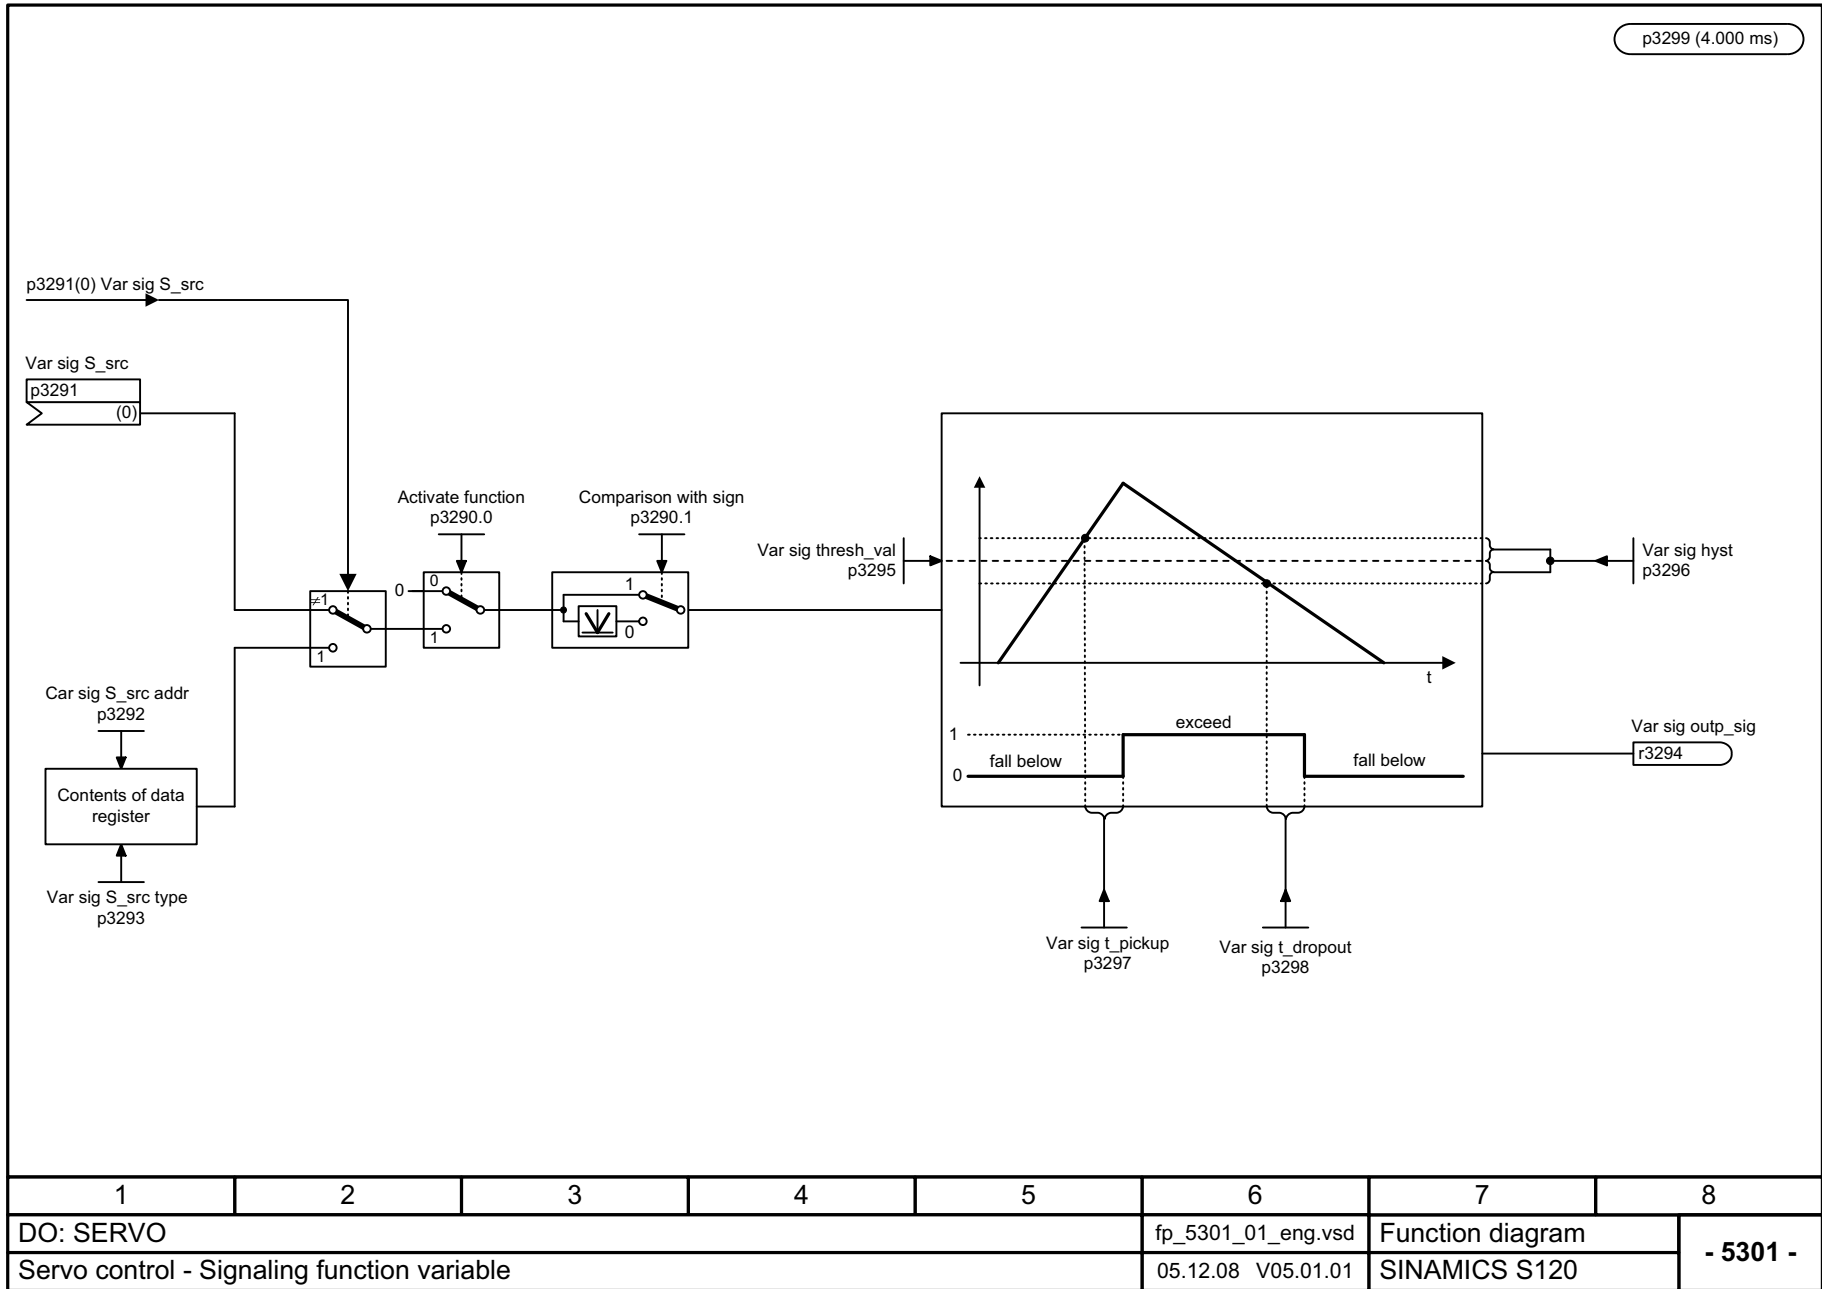 p3299 (4.000 ms)
p3291(0) Var sig S_src
Var sig S_src
p3291
(0)
Activate function
p3290.0
Comparison with sign
p3290.1
≠1
1
0
0
1
1
0
Car sig S_src addr
p3292
Contents of data
register
Var sig S_src type
p3293
Var sig thresh_val
p3295
Var sig hyst
p3296
t
1
0
fall below
exceed
fall below
Var sig outp_sig
r3294
Var sig t_pickup
p3297
Var sig t_dropout
p3298
1 2 3 4 5 6 7 8
DO: SERVO
fp_5301_01_eng.vsd
Function diagram
- 5301 -
Servo control - Signaling function variable
05.12.08 V05.01.01
SINAMICS S120